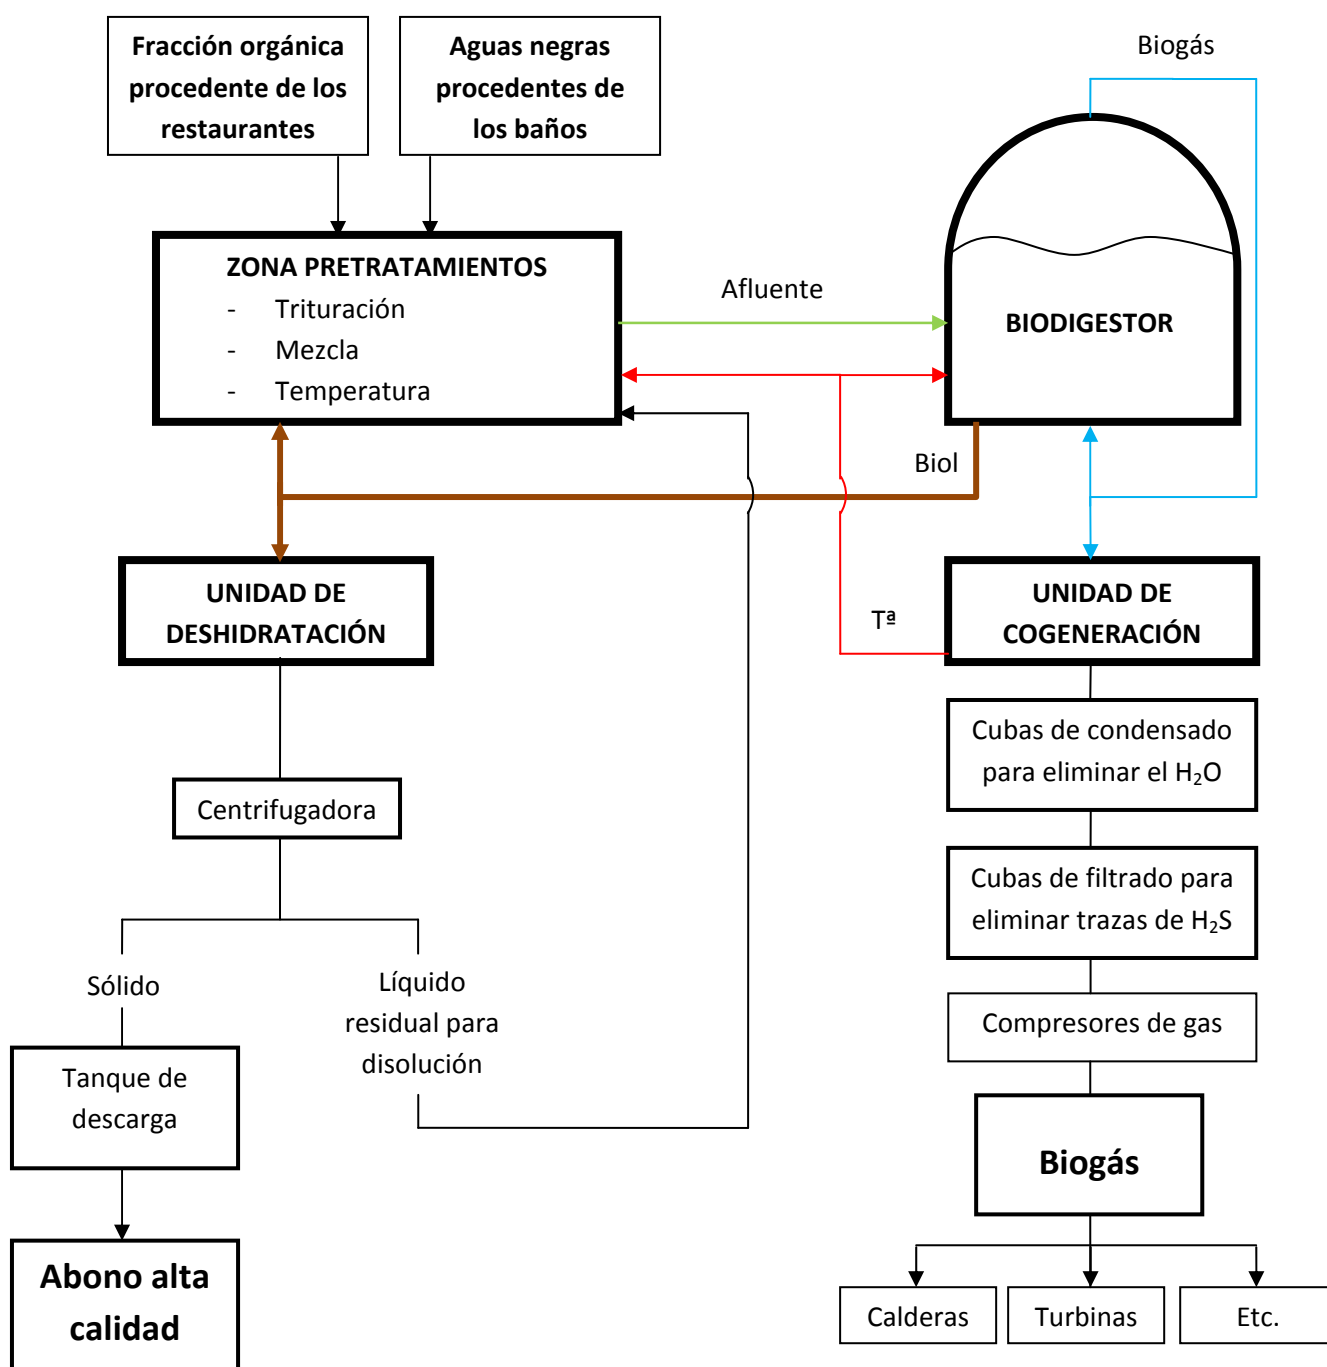 Fracción orgánica
procedente de los
restaurantes
Aguas negras
procedentes de
los baños
Biogás
ZONA PRETRATAMIENTOS
- Trituración
- Mezcla
- Temperatura
Afluente
BIODIGESTOR
Biol
UNIDAD DE
DESHIDRATACIÓN
Tª
UNIDAD DE
COGENERACIÓN
Cubas de condensado
para eliminar el H₂O
Centrifugadora
Cubas de filtrado para
eliminar trazas de H₂S
Sólido
Líquido
residual para
disolución
Compresores de gas
Tanque de
descarga
Biogás
Abono alta
calidad
Calderas
Turbinas
Etc.